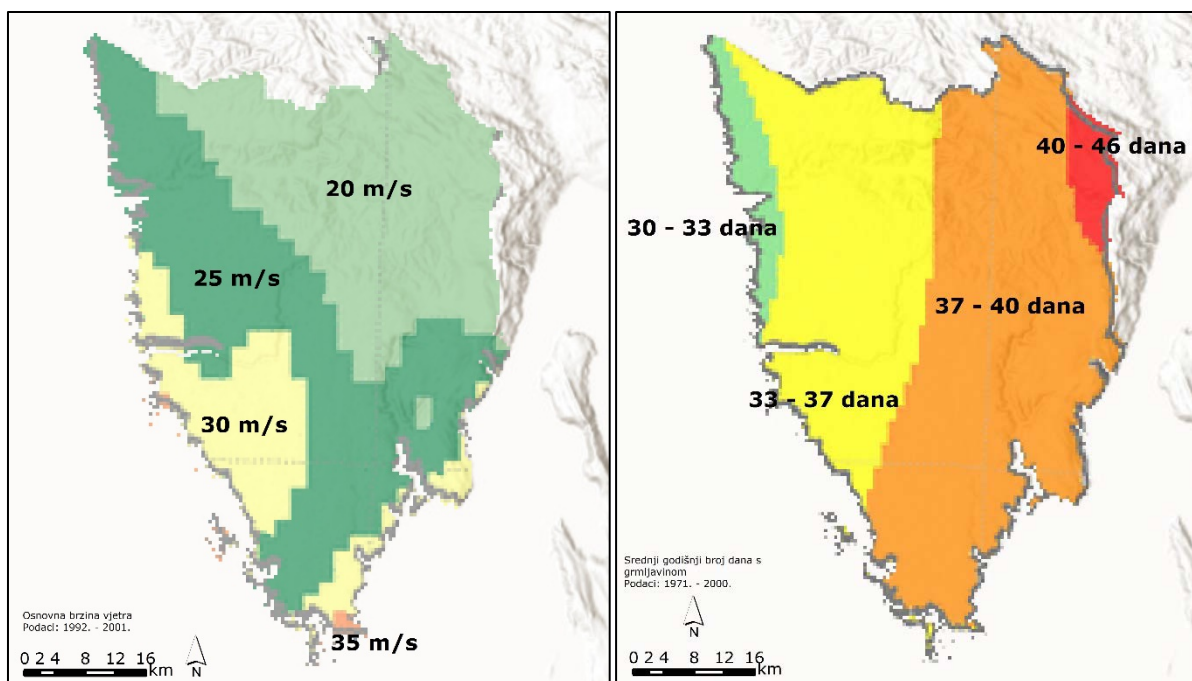 20 m/s
25 m/s
30 m/s
35 m/s
Osnovna brzina vjetra
Podaci: 1992. - 2001.
N
0 2 4 8 12 16
km
40 - 46 dana
30 - 33 dana
37 - 40 dana
33 - 37 dana
Srednji godišnji broj dana s
grmljavinom
Podaci: 1971. - 2000.
N
0 2 4 8 12 16
km